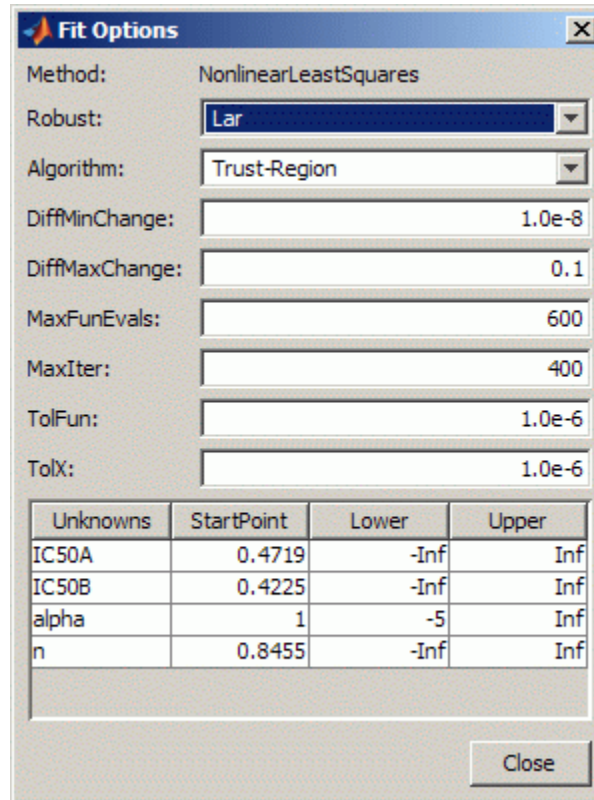 Fit Options
Method: NonlinearLeastSquares
Robust: Lar
Algorithm: Trust-Region
DiffMinChange: 1.0e-8
DiffMaxChange: 0.1
MaxFunEvals: 600
MaxIter: 400
TolFun: 1.0e-6
TolX: 1.0e-6
Unknowns StartPoint Lower Upper
IC50A 0.4719 -Inf Inf
IC50B 0.4225 -Inf Inf
alpha 1 -5 Inf
n 0.8455 -Inf Inf
Close